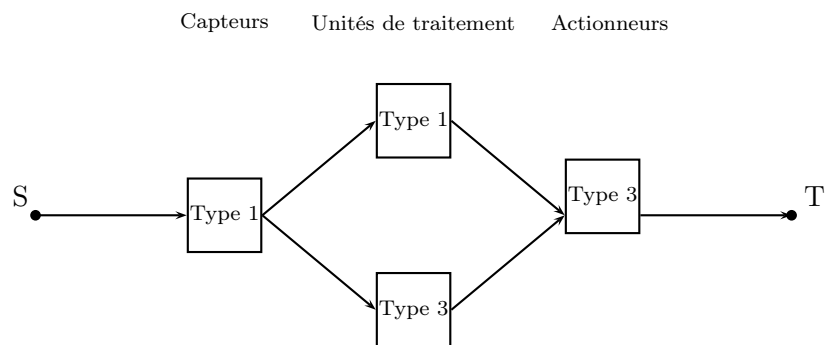 Capteurs Unités de traitement Actionneurs
Type 1
S Type 1 Type 3 T
Type 3